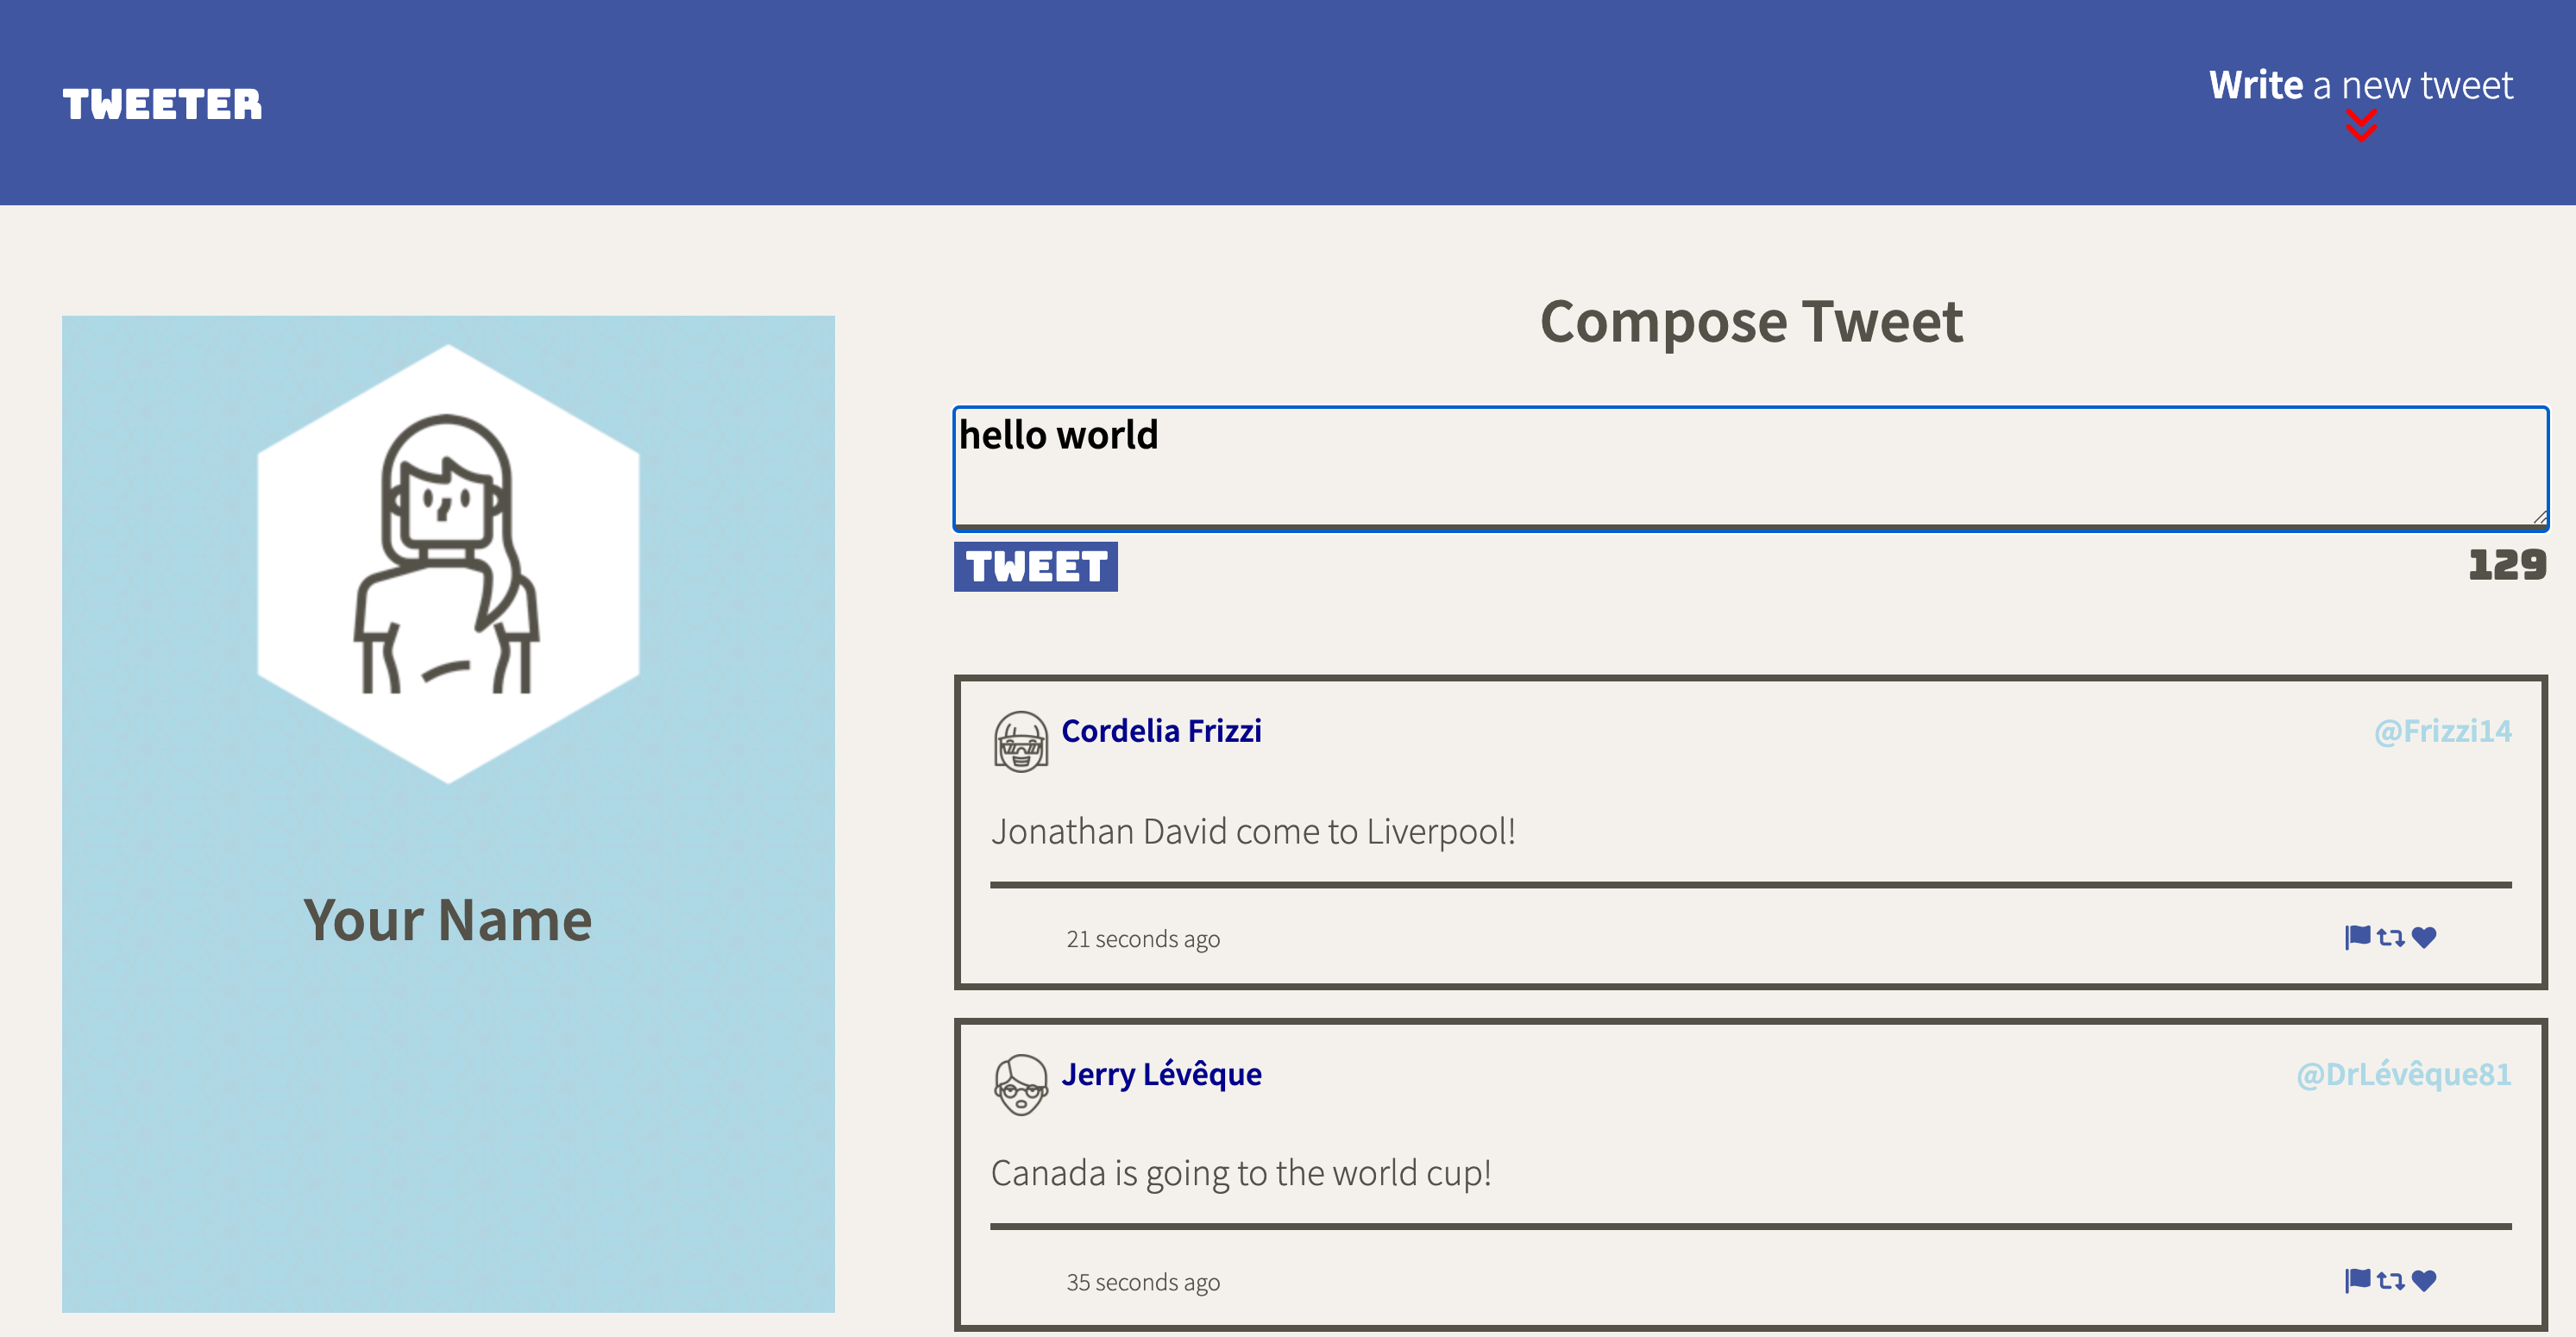 TWEETER
Write a new tweet
Your Name
Compose Tweet
hello world
TWEET
129
Cordelia Frizzi
@Frizzi14
Jonathan David come to Liverpool!
21 seconds ago
Jerry Lévêque
@DrLévêque81
Canada is going to the world cup!
35 seconds ago